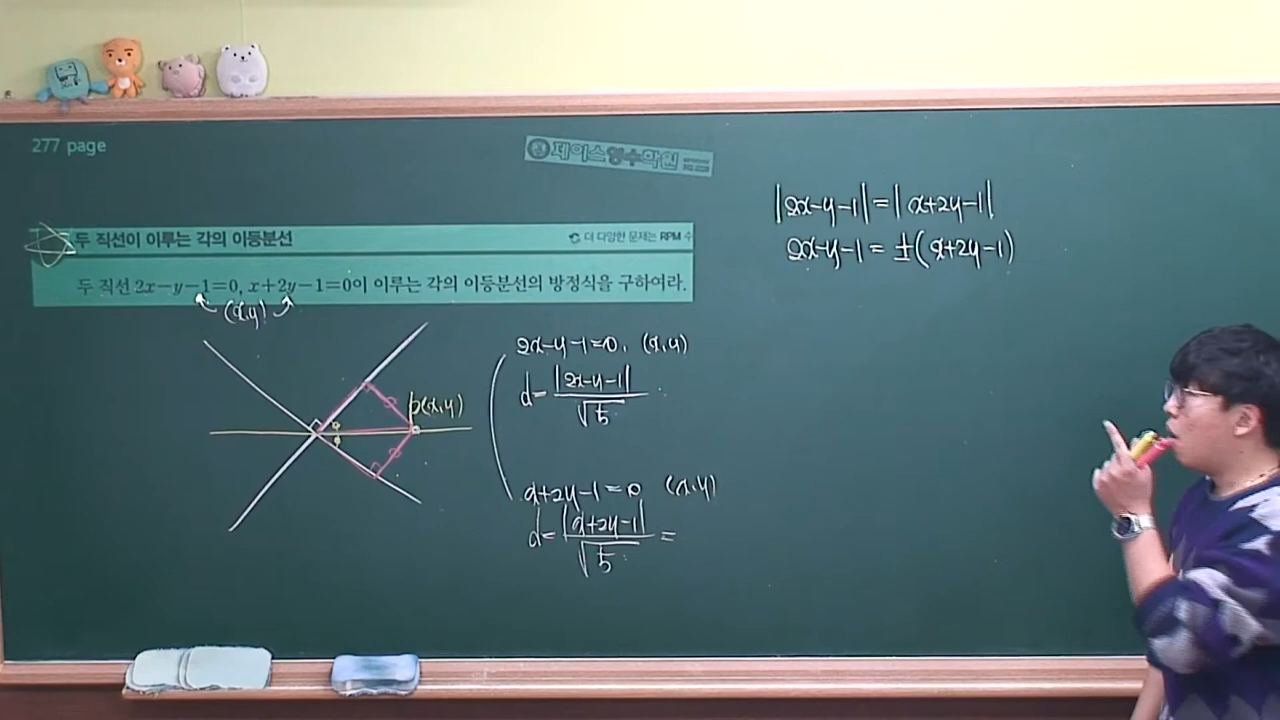 277 page
제이스영수학원
두 직선이 이루는 각의 이등분선
더 다양한 문제는 RPM 수
두 직선 2x−y−1=0, x+2y−1=0이 이루는 각의 이등분선의 방정식을 구하여라.
(x,y)
P(x,y)
2x−y−1=0, (x,y)
d=|2x−y−1|/√5
x+2y−1=0 (x,y)
d=|x+2y−1|/√5 =
|2x−y−1|=|x+2y−1|
2x−y−1=±(x+2y−1)